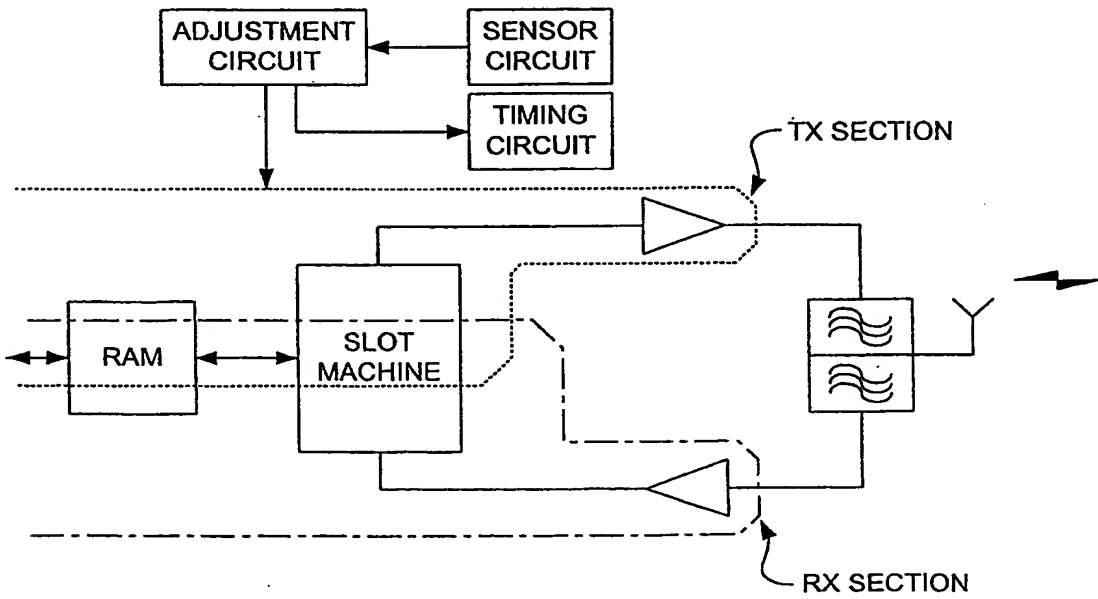 ADJUSTMENT
CIRCUIT
SENSOR
CIRCUIT
TIMING
CIRCUIT
TX SECTION
RAM
SLOT
MACHINE
RX SECTION